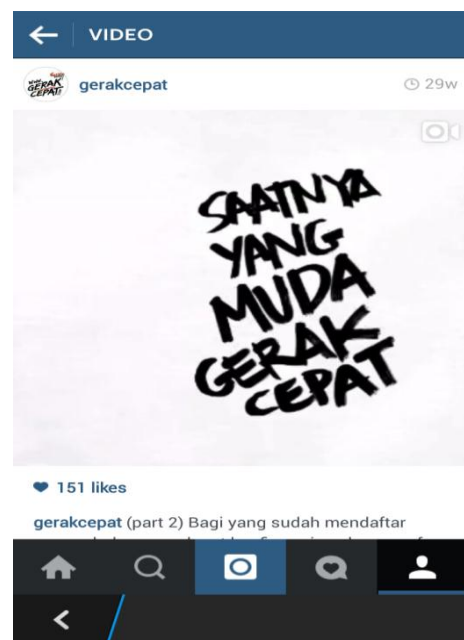 VIDEO
gerakcepat
29w
SAATNYA
YANG
MUDA
GERAK
CEPAT
151 likes
gerakcepat (part 2) Bagi yang sudah mendaftar